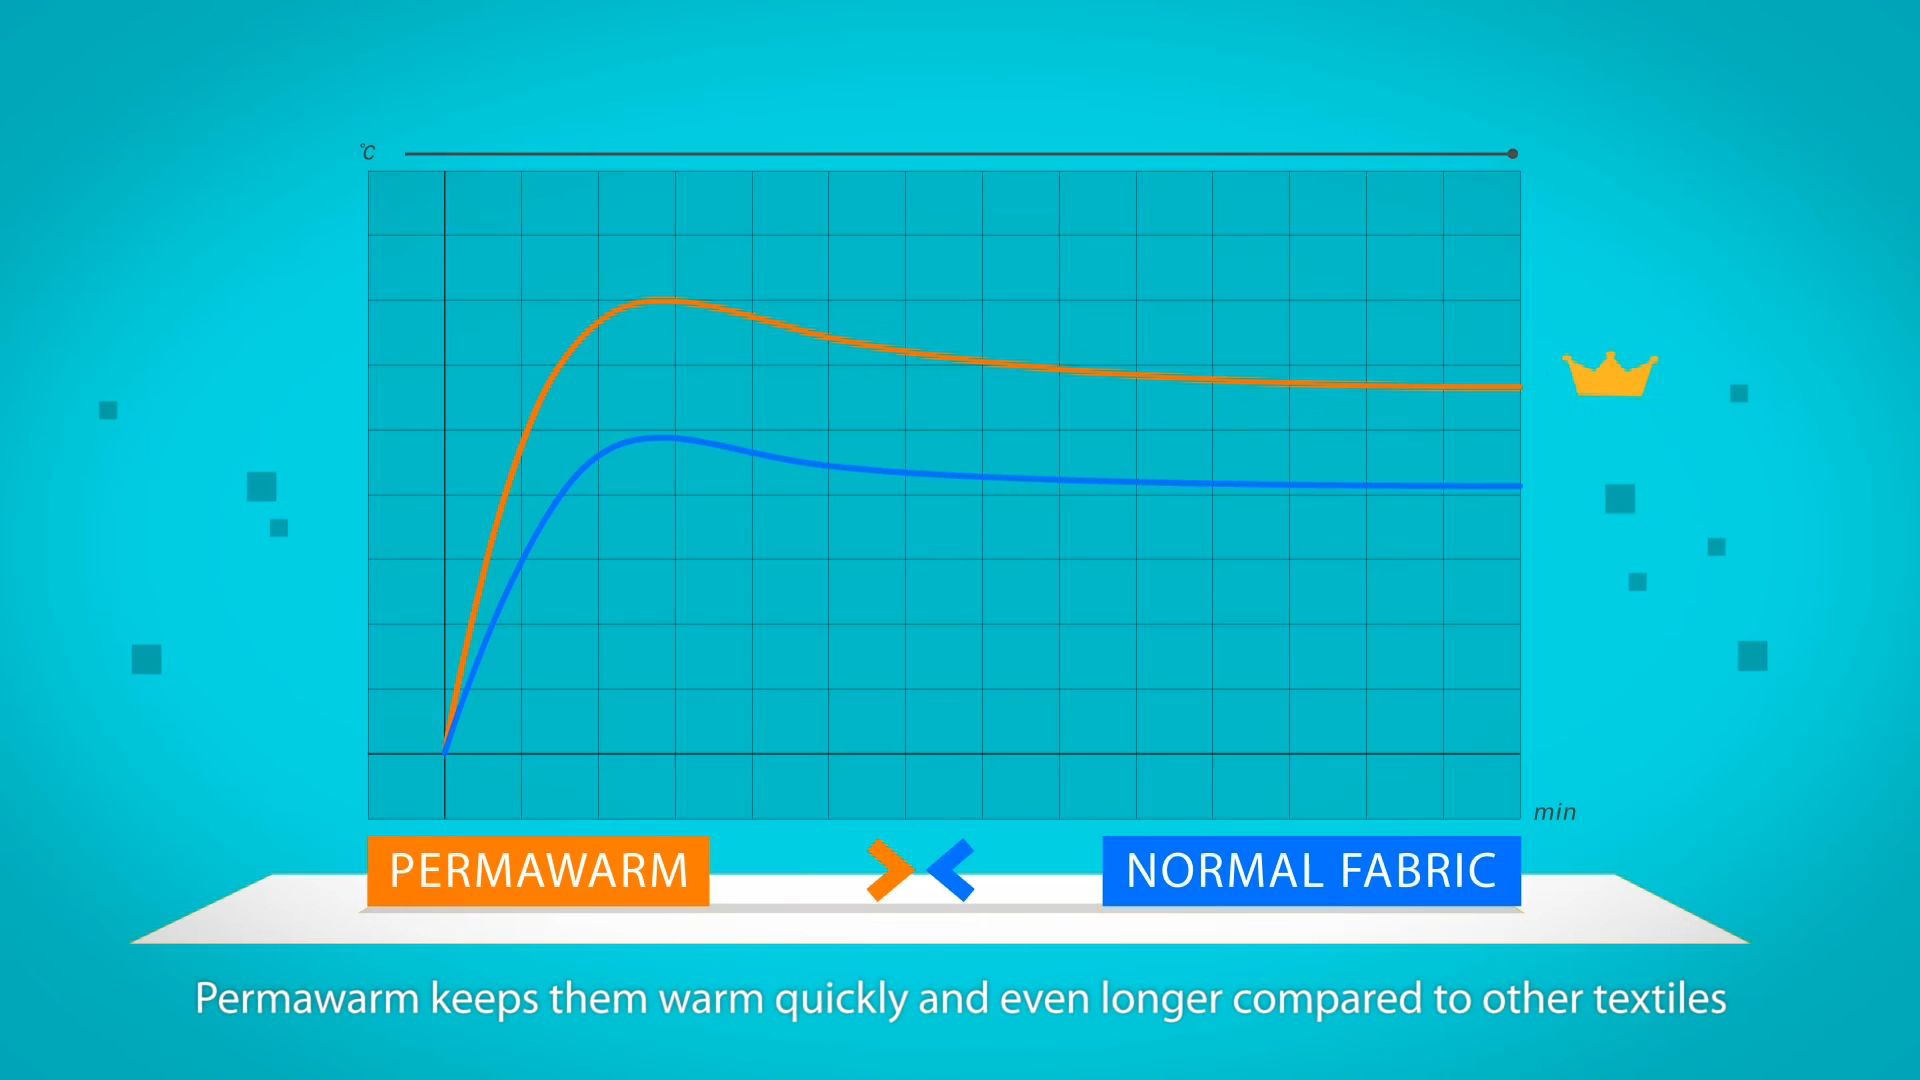 ℃
min
PERMAWARM > < NORMAL FABRIC
Permawarm keeps them warm quickly and even longer compared to other textiles